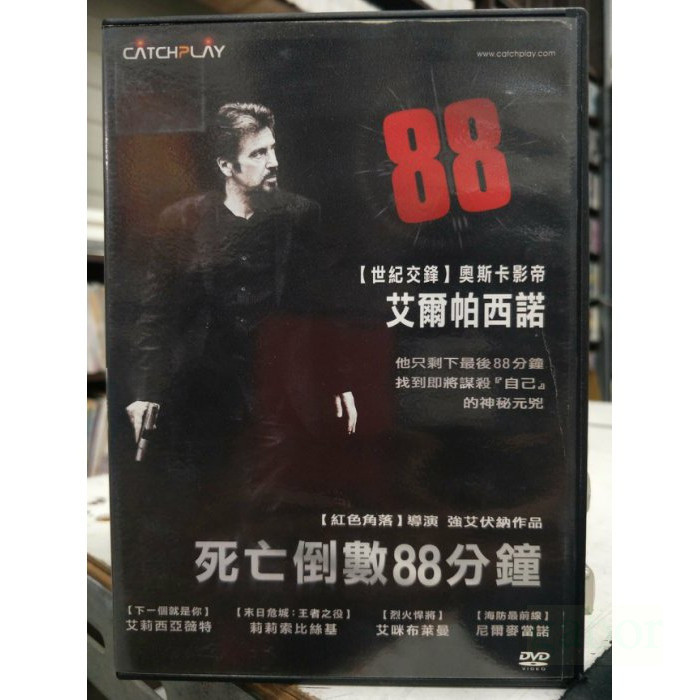 CATCHPLAY
www.catchplay.com
88
【世紀交鋒】奧斯卡影帝
艾爾帕西諾
他只剩下最後88分鐘
找到即將謀殺『自己』
的神秘元兇
【紅色角落】導演 強艾伏納作品
死亡倒數88分鐘
【下一個就是你】 【末日危城：王者之役】 【烈火悍將】 【海防最前線】
艾莉西亞薇特 莉莉索比絲基 艾咪布萊曼 尼爾麥當諾
DVD
VIDEO